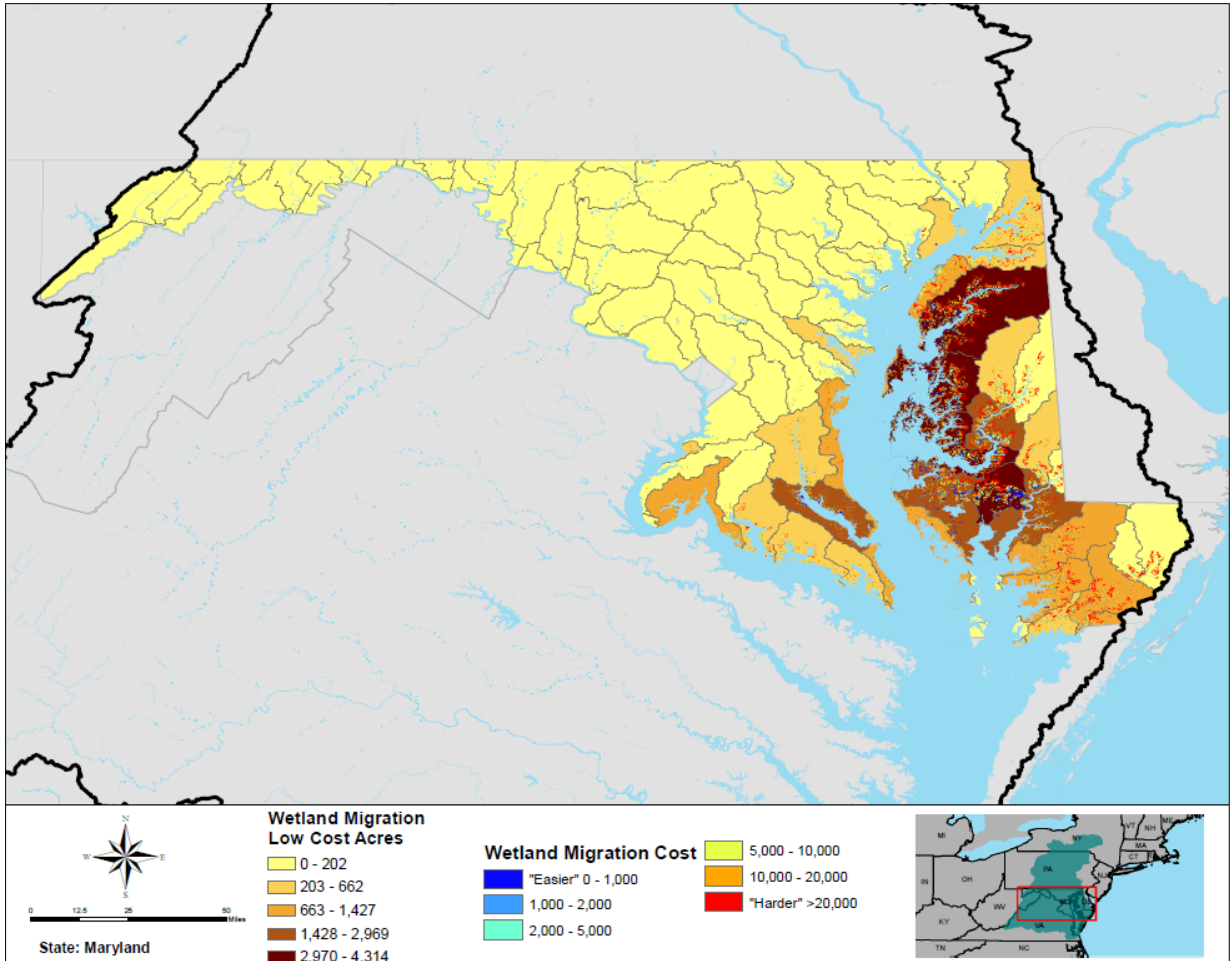 N
W E
S
0 12.5 25 50
Miles
State: Maryland
Wetland Migration
Low Cost Acres
0 - 202
203 - 662
663 - 1,427
1,428 - 2,969
2,970 - 4,314
Wetland Migration Cost
"Easier" 0 - 1,000
1,000 - 2,000
2,000 - 5,000
5,000 - 10,000
10,000 - 20,000
"Harder" >20,000
MI
NY
VT
NH
ME
MA
CT
PA
NJ
IN
OH
WV
MD
DE
KY
VA
TN
NC